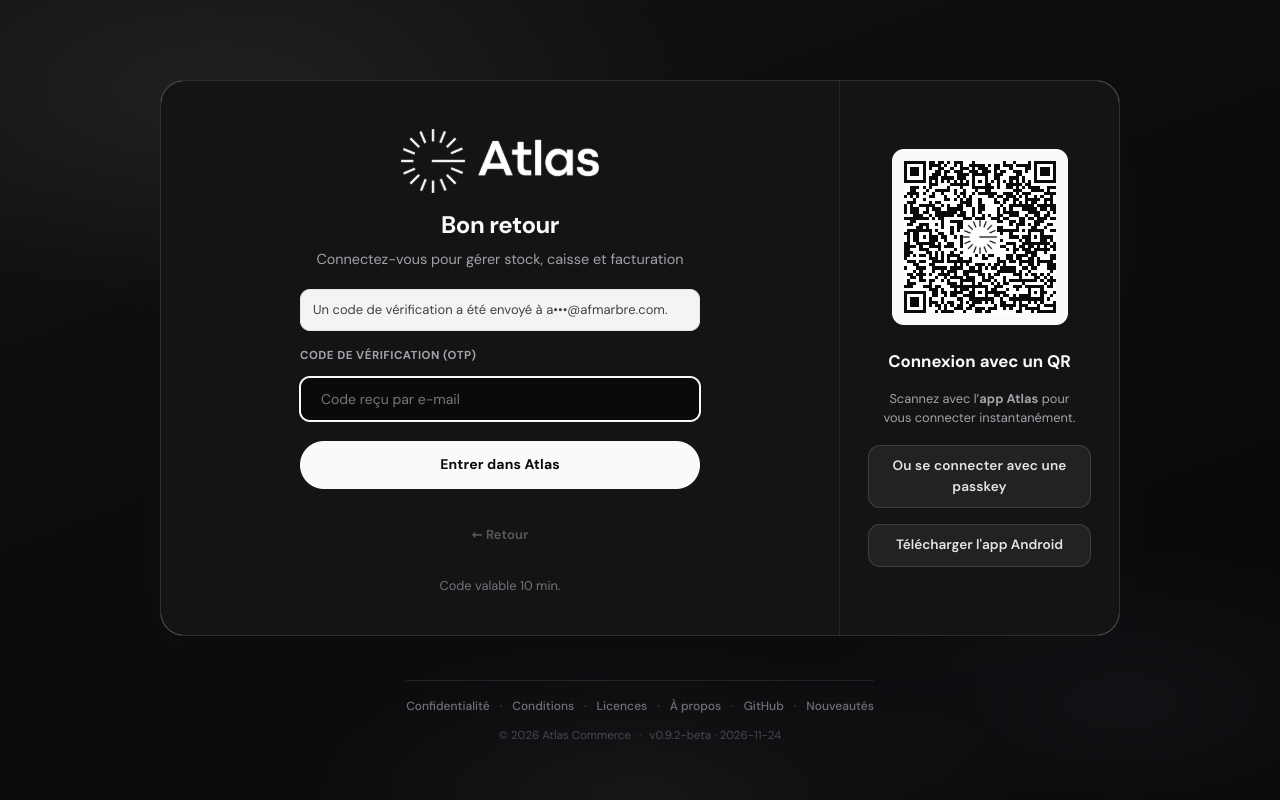 Atlas
Bon retour
Connectez-vous pour gérer stock, caisse et facturation
Un code de vérification a été envoyé à a•••@afmarbre.com.
CODE DE VÉRIFICATION (OTP)
Code reçu par e-mail
Entrer dans Atlas
← Retour
Code valable 10 min.
Connexion avec un QR
Scannez avec l’app Atlas pour
vous connecter instantanément.
Ou se connecter avec une
passkey
Télécharger l'app Android
Confidentialité · Conditions · Licences · À propos · GitHub · Nouveautés
© 2026 Atlas Commerce · v0.9.2-beta · 2026-11-24